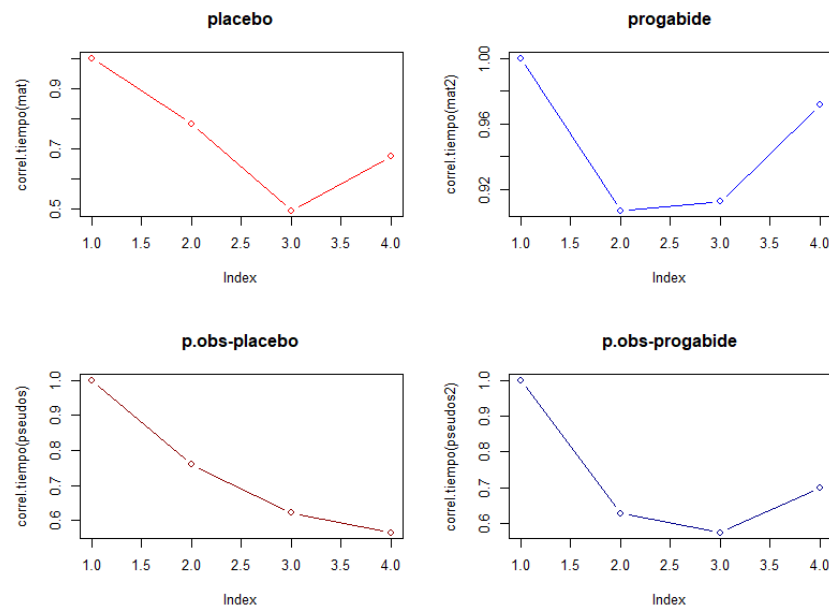 placebo
correl.tiempo(mat)
0.5 0.7 0.9
1.0 1.5 2.0 2.5 3.0 3.5 4.0
Index
progabide
correl.tiempo(mat2)
0.92 0.96 1.00
1.0 1.5 2.0 2.5 3.0 3.5 4.0
Index
p.obs-placebo
correl.tiempo(pseudos)
0.6 0.7 0.8 0.9 1.0
1.0 1.5 2.0 2.5 3.0 3.5 4.0
Index
p.obs-progabide
correl.tiempo(pseudos2)
0.6 0.7 0.8 0.9 1.0
1.0 1.5 2.0 2.5 3.0 3.5 4.0
Index